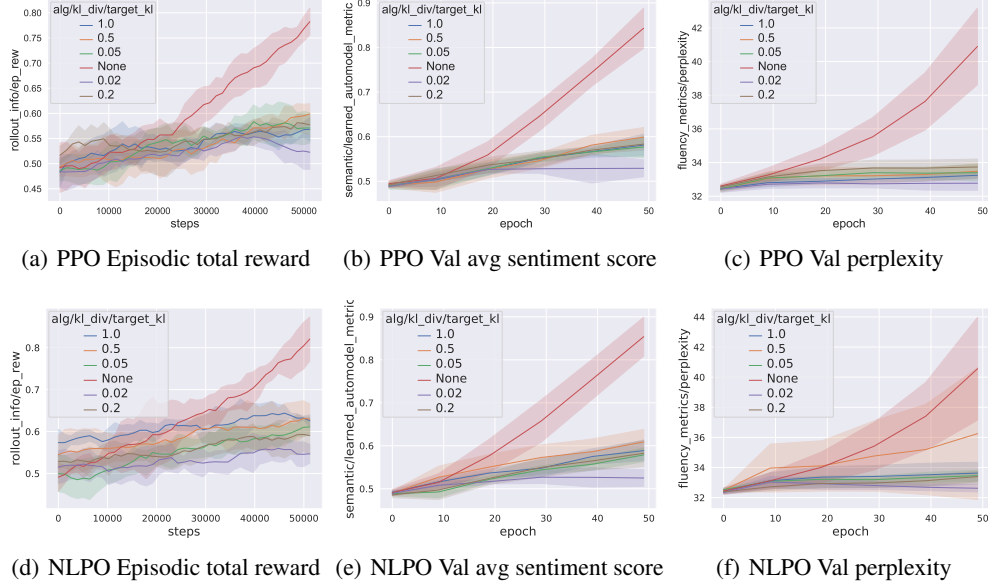 alg/kl_div/target_kl
1.0
0.5
0.05
None
0.02
0.2
rollout_info/ep_rew
0.80
0.75
0.70
0.65
0.60
0.55
0.50
0.45
0 10000 20000 30000 40000 50000
steps
(a) PPO Episodic total reward
alg/kl_div/target_kl
1.0
0.5
0.05
None
0.02
0.2
semantic/learned_automodel_metric
0.9
0.8
0.7
0.6
0.5
0 10 20 30 40 50
epoch
(b) PPO Val avg sentiment score
alg/kl_div/target_kl
1.0
0.5
0.05
None
0.02
0.2
fluency_metrics/perplexity
42
40
38
36
34
32
0 10 20 30 40 50
epoch
(c) PPO Val perplexity
alg/kl_div/target_kl
1.0
0.5
0.05
None
0.02
0.2
rollout_info/ep_rew
0.8
0.7
0.6
0.5
0 10000 20000 30000 40000 50000
steps
(d) NLPO Episodic total reward
alg/kl_div/target_kl
1.0
0.5
0.05
None
0.02
0.2
semantic/learned_automodel_metric
0.9
0.8
0.7
0.6
0.5
0 10 20 30 40 50
epoch
(e) NLPO Val avg sentiment score
alg/kl_div/target_kl
1.0
0.5
0.05
None
0.02
0.2
fluency_metrics/perplexity
44
42
40
38
36
34
32
0 10 20 30 40 50
epoch
(f) NLPO Val perplexity